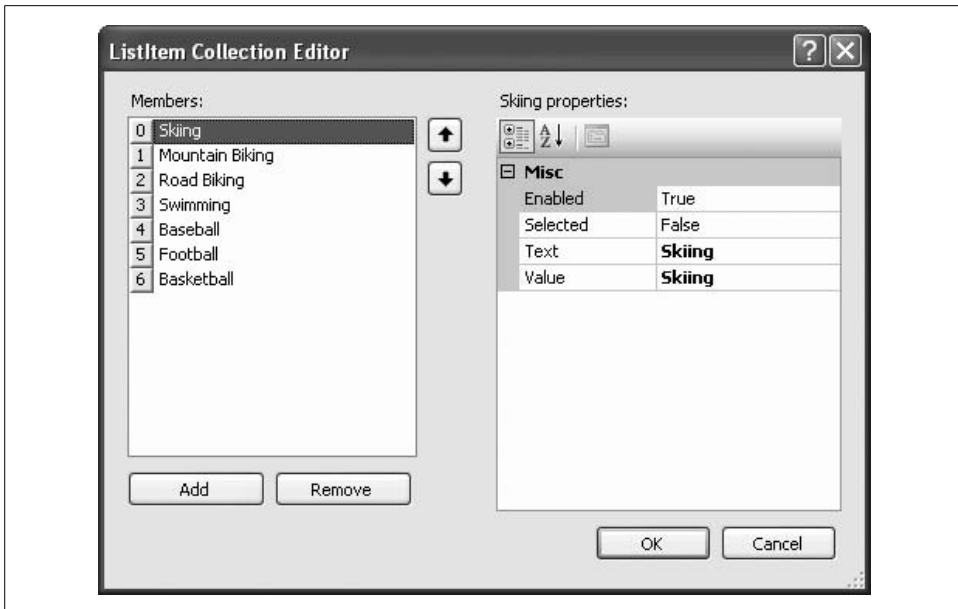 ListItem Collection Editor
?
Members:
0 Skiing
1 Mountain Biking
2 Road Biking
3 Swimming
4 Baseball
5 Football
6 Basketball
Add
Remove
Skiing properties:
A
Z
Misc
Enabled True
Selected False
Text Skiing
Value Skiing
OK
Cancel